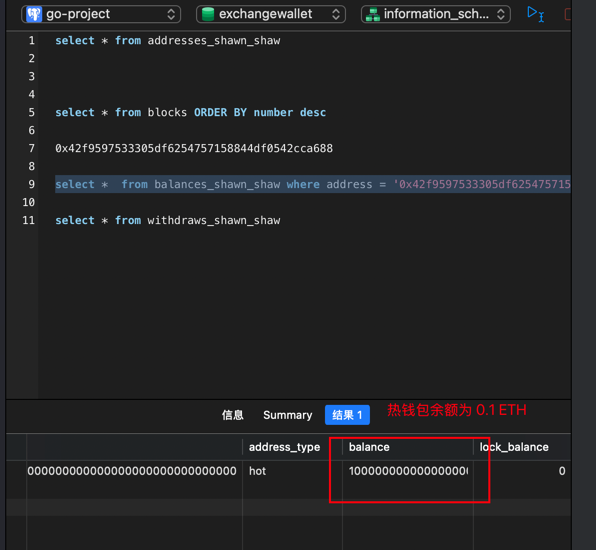 go-project exchangewallet information_sch...
1 select * from addresses_shawn_shaw
2
3
4
5 select * from blocks ORDER BY number desc
6
7 0x42f9597533305df6254757158844df0542cca688
8
9 select * from balances_shawn_shaw where address = '0x42f9597533305df625475715
10
11 select * from withdraws_shawn_shaw
信息 Summary 结果 1 热钱包余额为 0.1 ETH
address_type balance lock_balance
hot 0